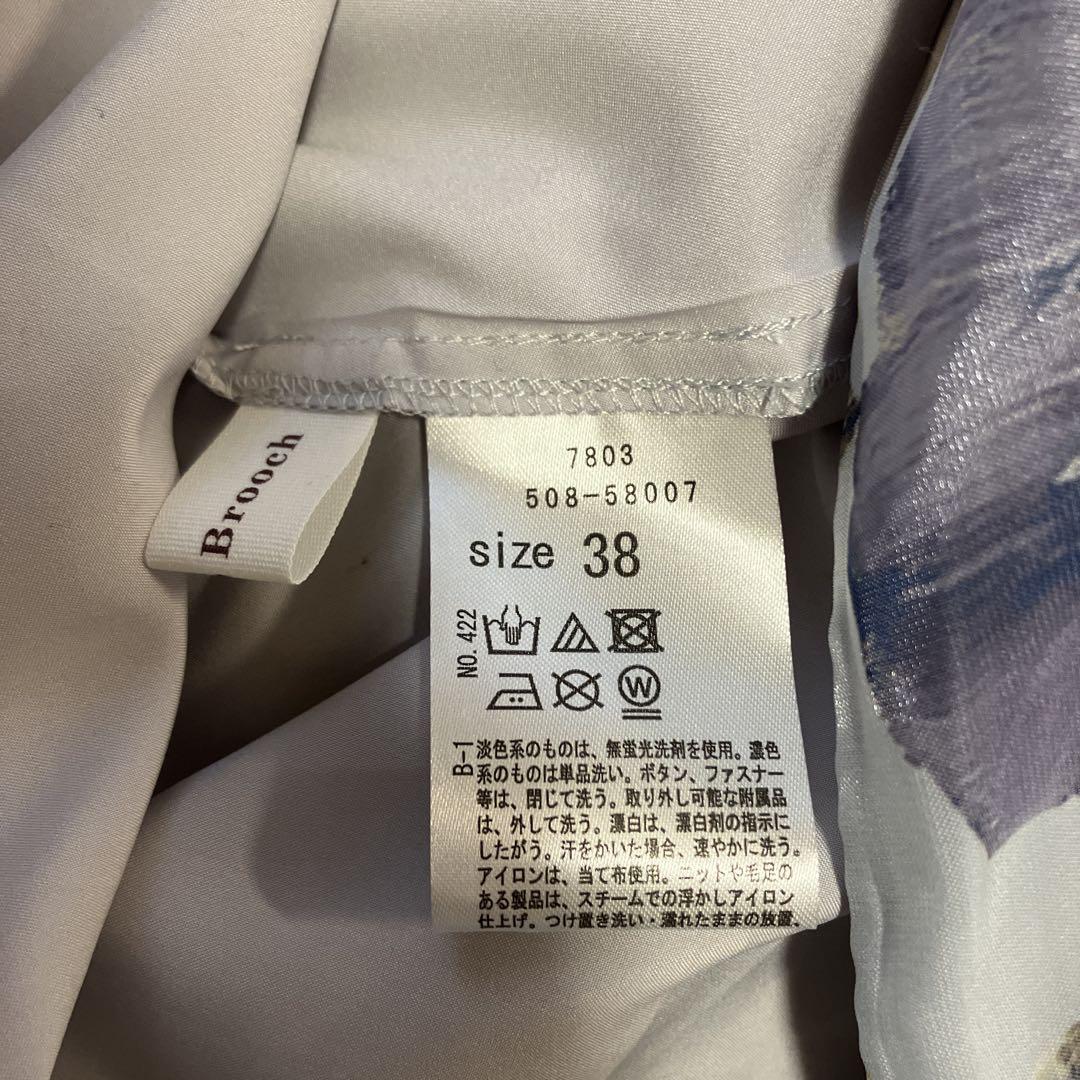 Brooch
7803
508-58007
size 38
NO.422
W
B-1
淡色系のものは、無蛍光洗剤を使用。濃色
系のものは単品洗い。ボタン、ファスナー
等は、閉じて洗う。取り外し可能な附属品
は、外して洗う。漂白は、漂白剤の指示に
したがう。汗をかいた場合、速やかに洗う。
アイロンは、当て布使用。ニットや毛足の
ある製品は、スチームでの浮かしアイロン
仕上げ。つけ置き洗い・濡れたままの放置、